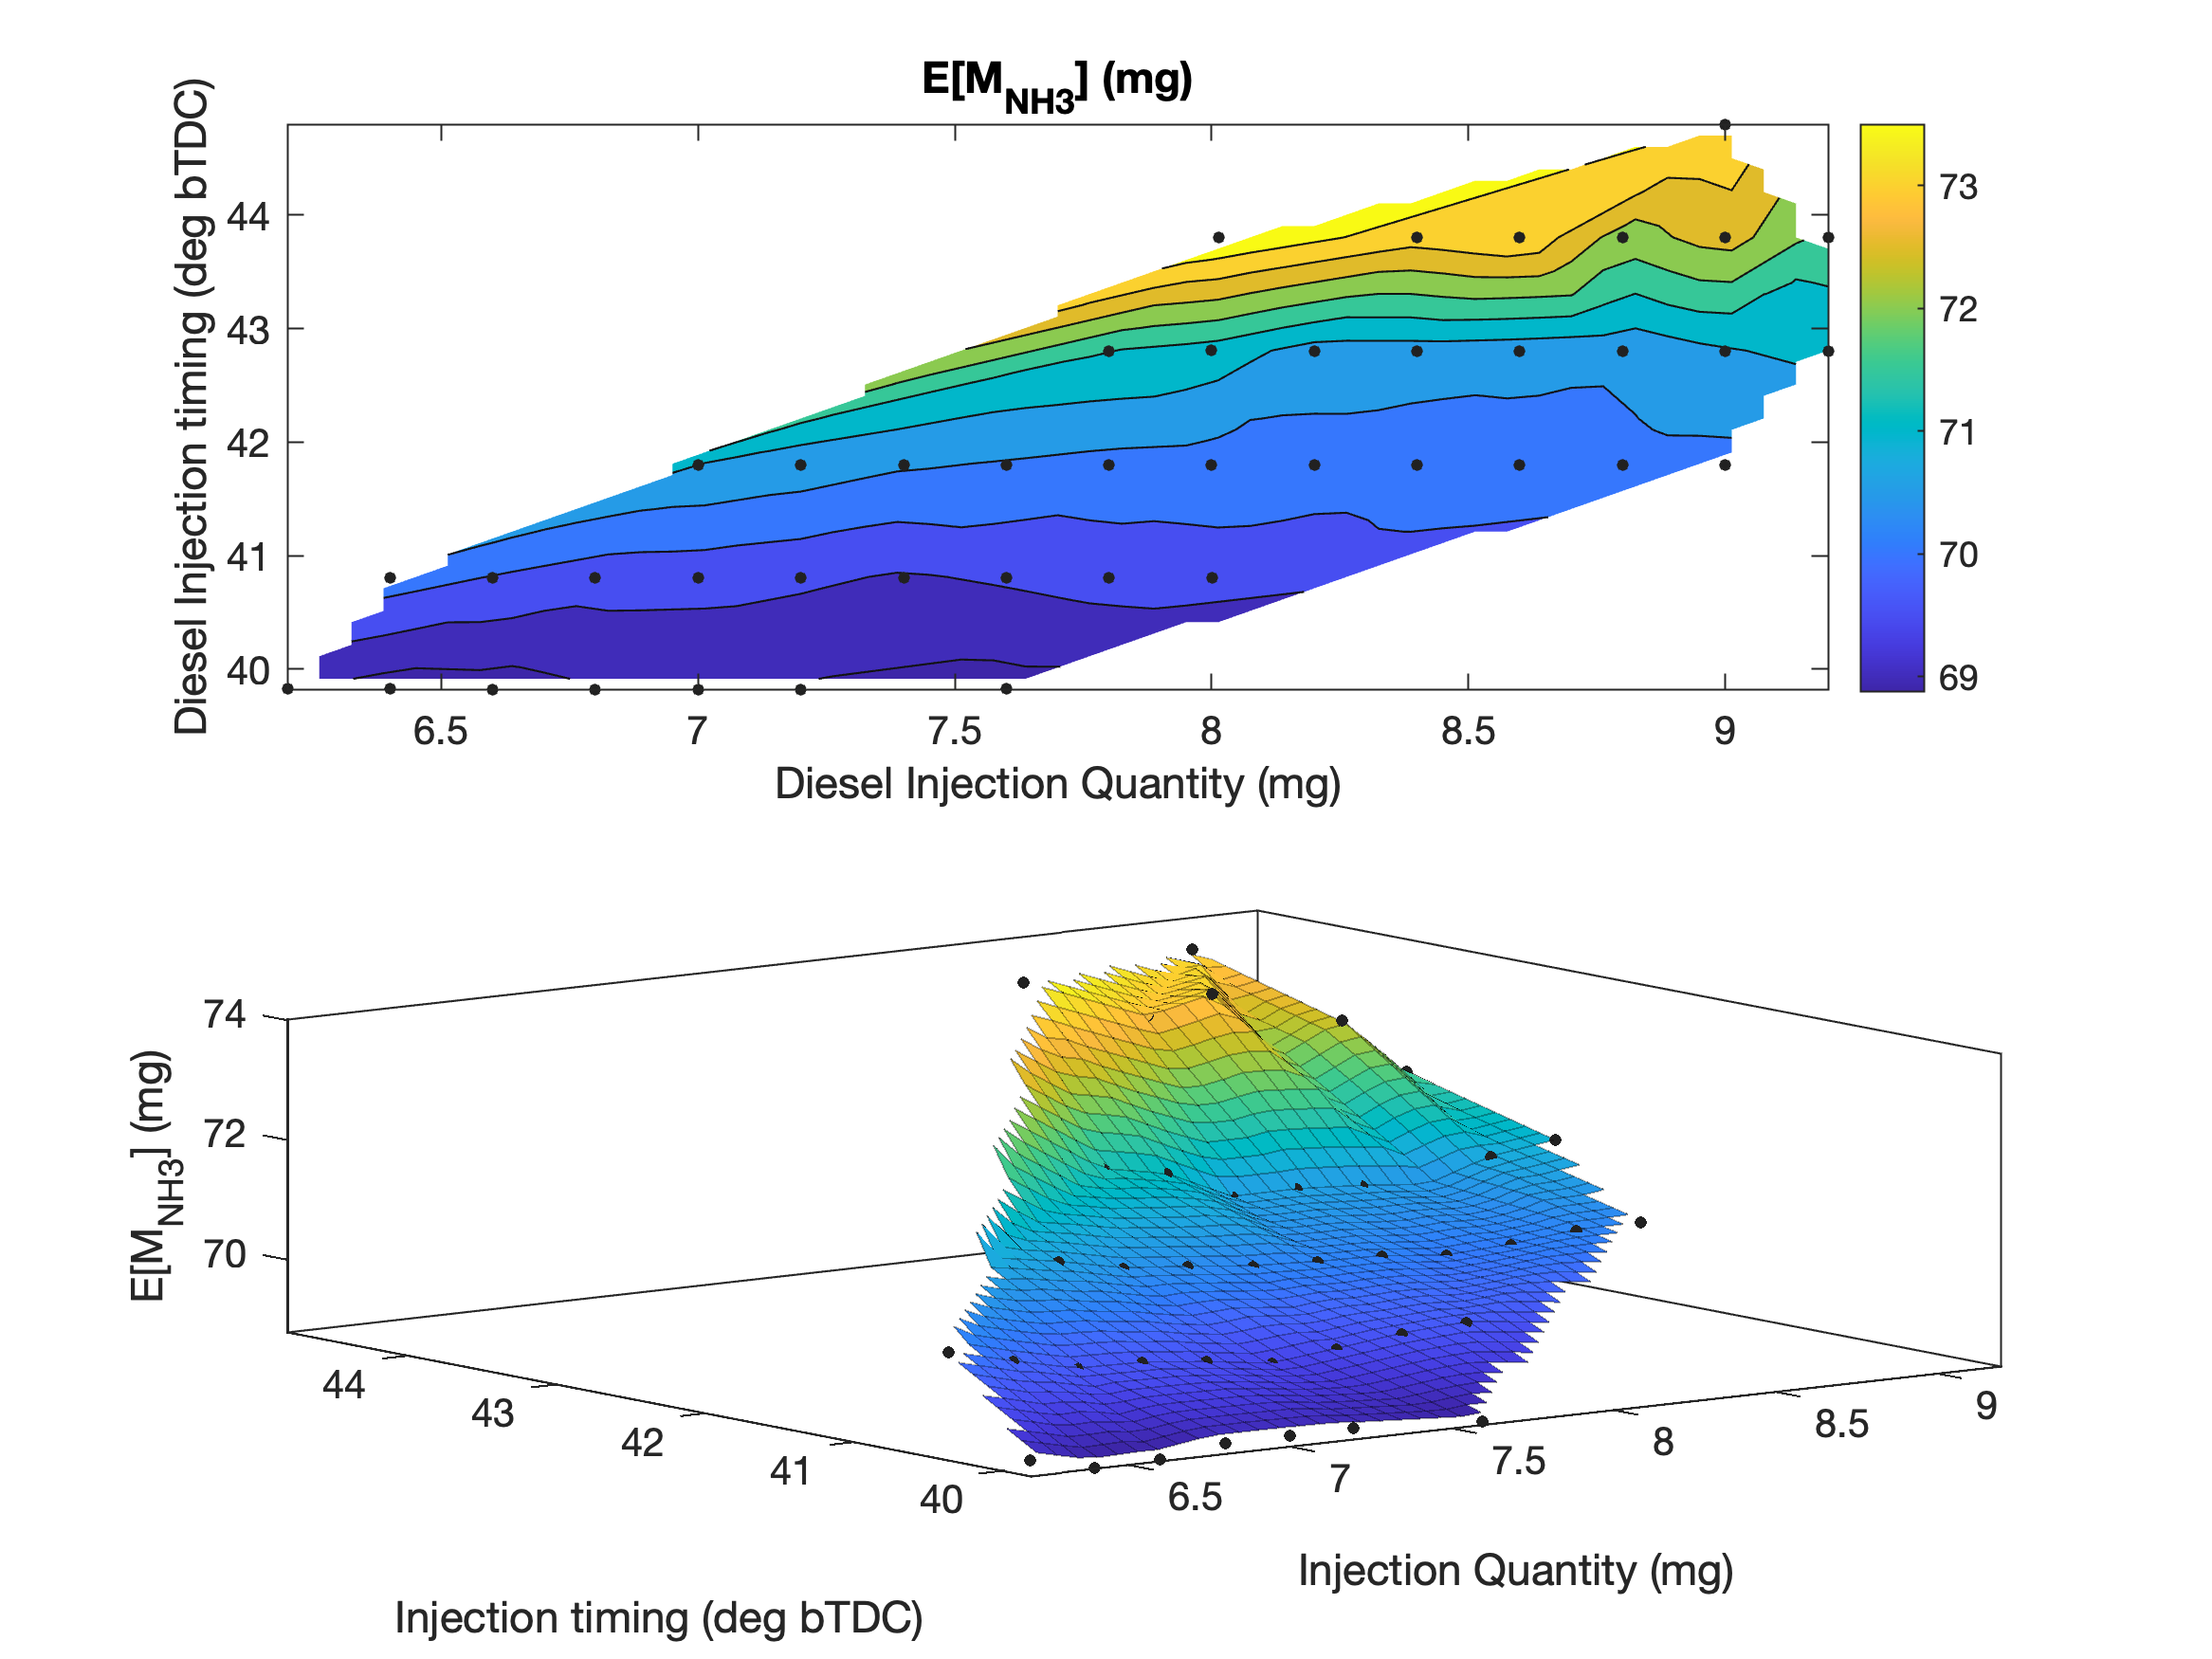 E[M_NH3] (mg)
Diesel Injection timing (deg bTDC)
44
43
42
41
40
6.5 7 7.5 8 8.5 9
Diesel Injection Quantity (mg)
73
72
71
70
69
E[M_NH3] (mg)
74
72
70
44 43 42 41 40
6.5 7 7.5 8 8.5 9
Injection timing (deg bTDC)
Injection Quantity (mg)